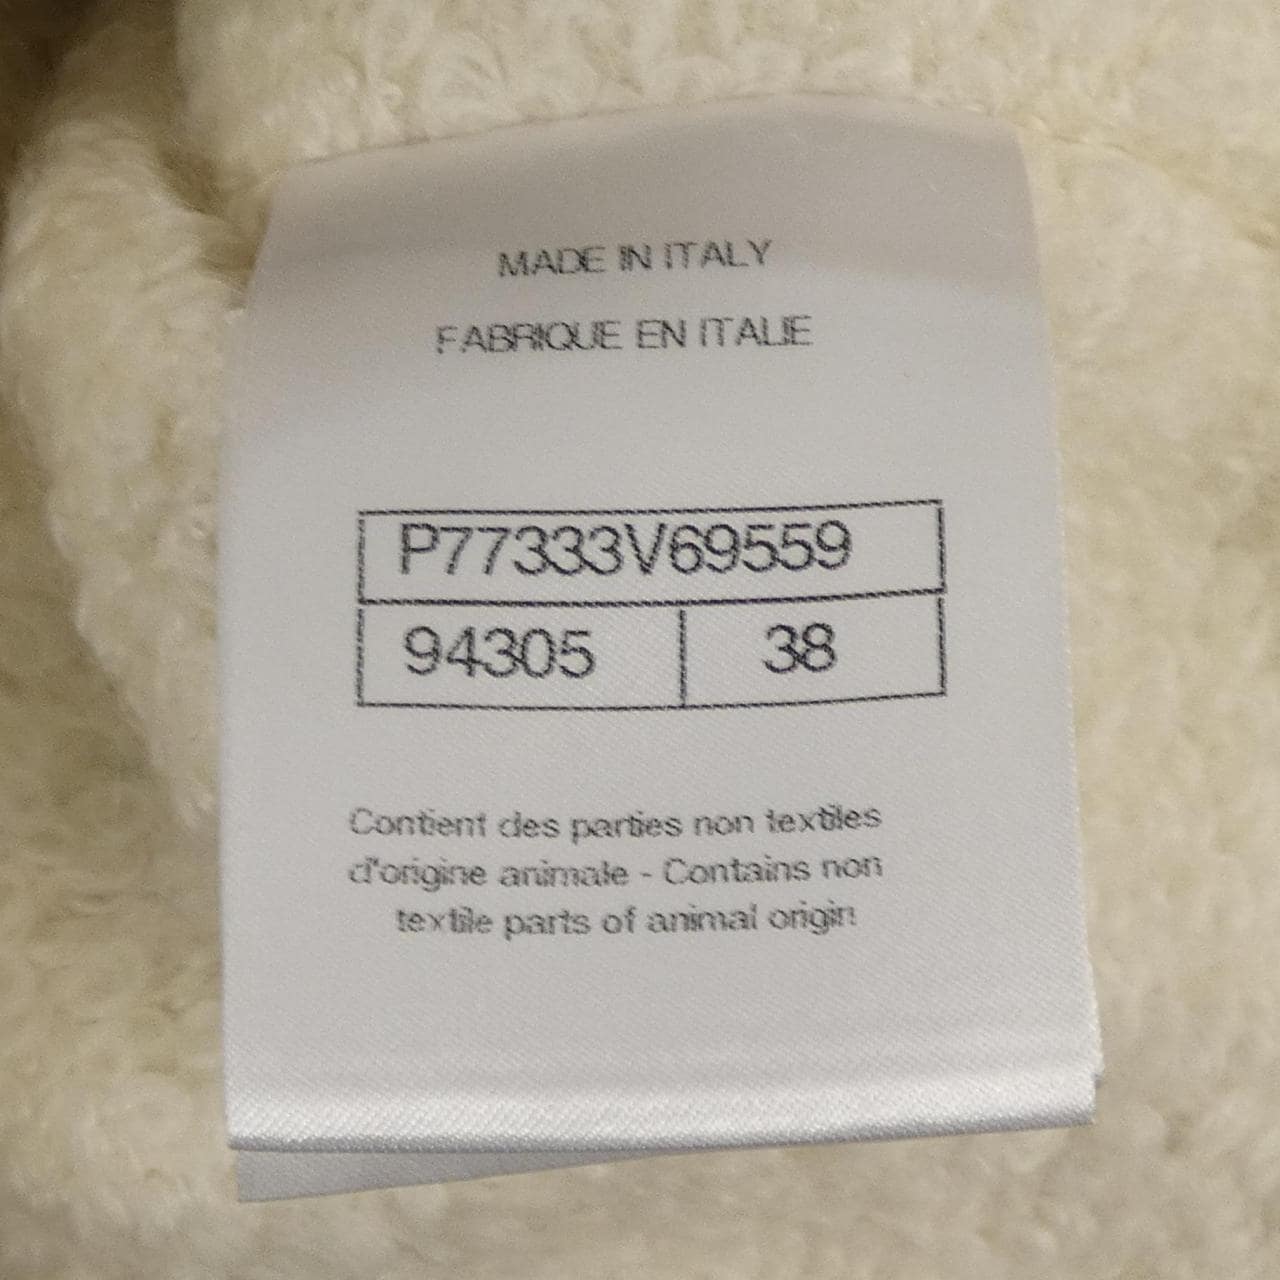 MADE IN ITALY
FABRIQUE EN ITALIE
P77333V69559
94305 38
Contient des parties non textiles
d'origine animale - Contains non
textile parts of animal origin